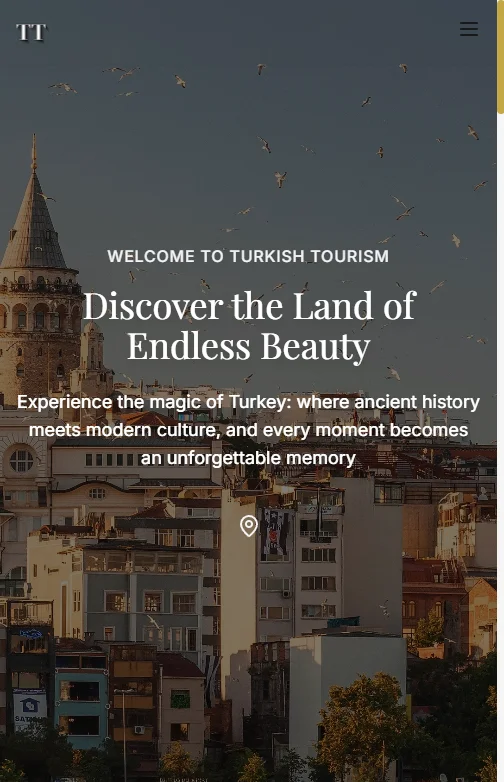 TT
WELCOME TO TURKISH TOURISM
Discover the Land of
Endless Beauty
Experience the magic of Turkey: where ancient history
meets modern culture, and every moment becomes
an unforgettable memory